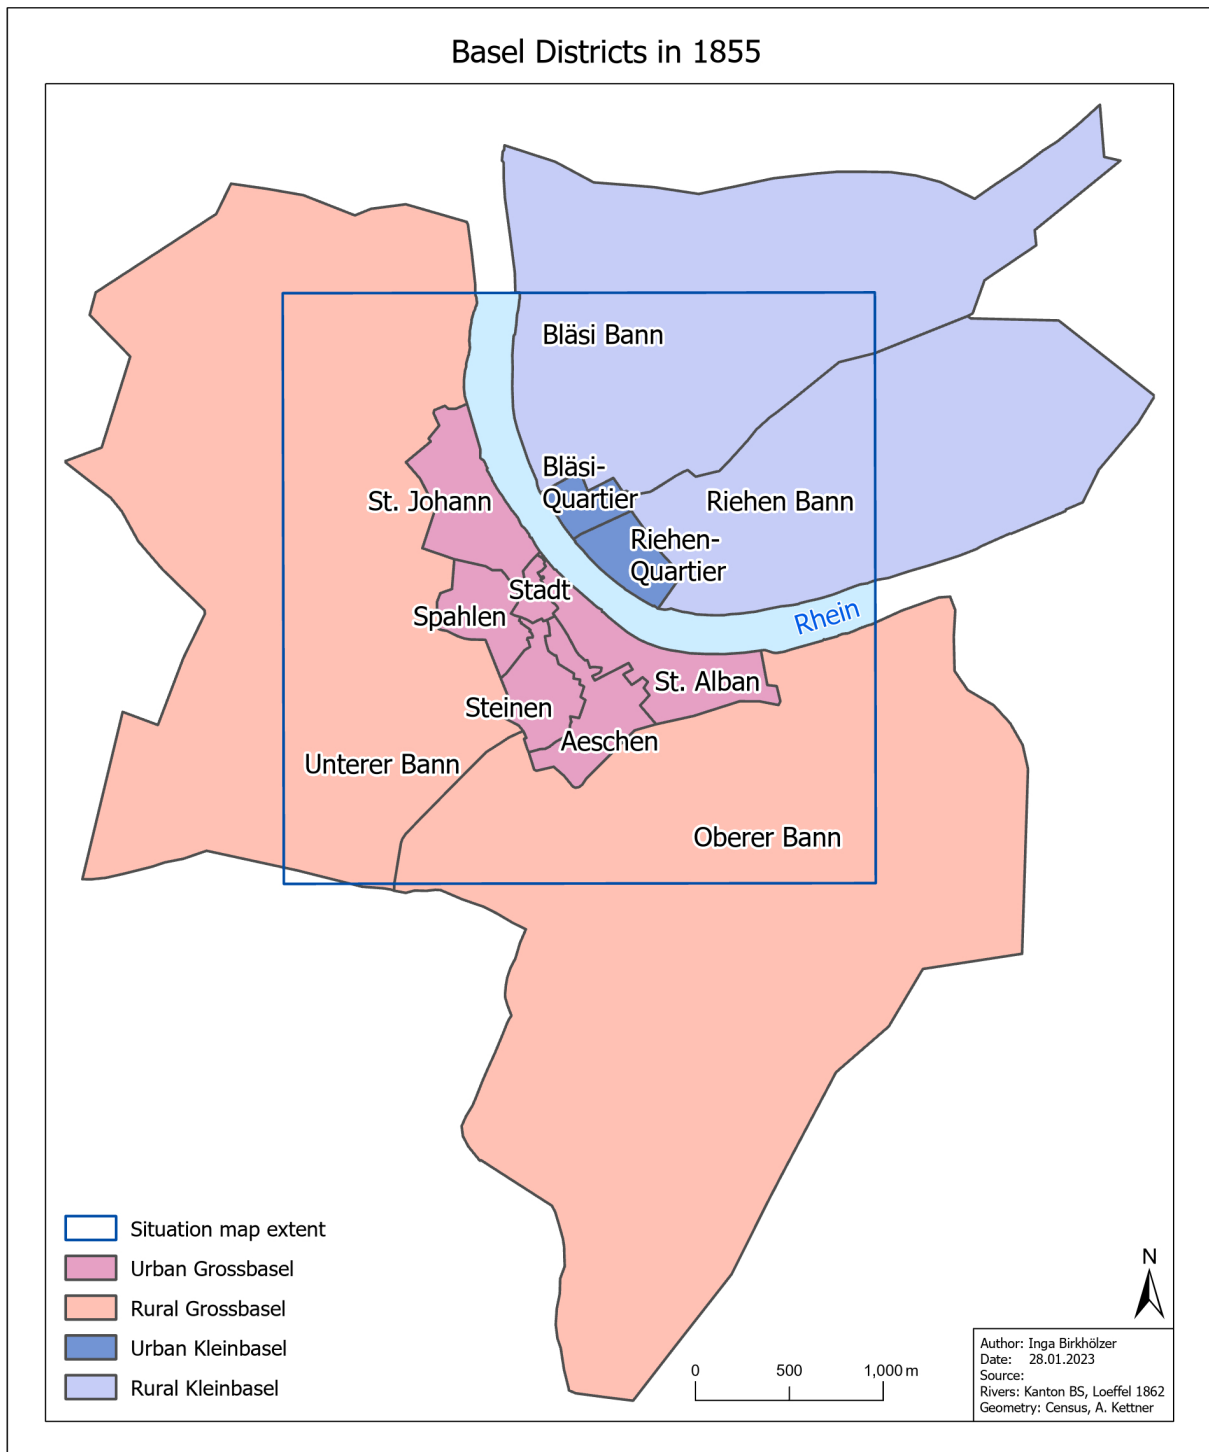 Basel Districts in 1855
Bläsi Bann
Bläsi-
Quartier
St. Johann
Riehen Bann
Riehen-
Quartier
Stadt
Spahlen
Rhein
St. Alban
Steinen
Aeschen
Unterer Bann
Oberer Bann
Situation map extent
Urban Grossbasel
Rural Grossbasel
Urban Kleinbasel
Rural Kleinbasel
N
0 500 1,000 m
Author: Inga Birkhölzer
Date: 28.01.2023
Source:
Rivers: Kanton BS, Loeffel 1862
Geometry: Census, A. Kettner